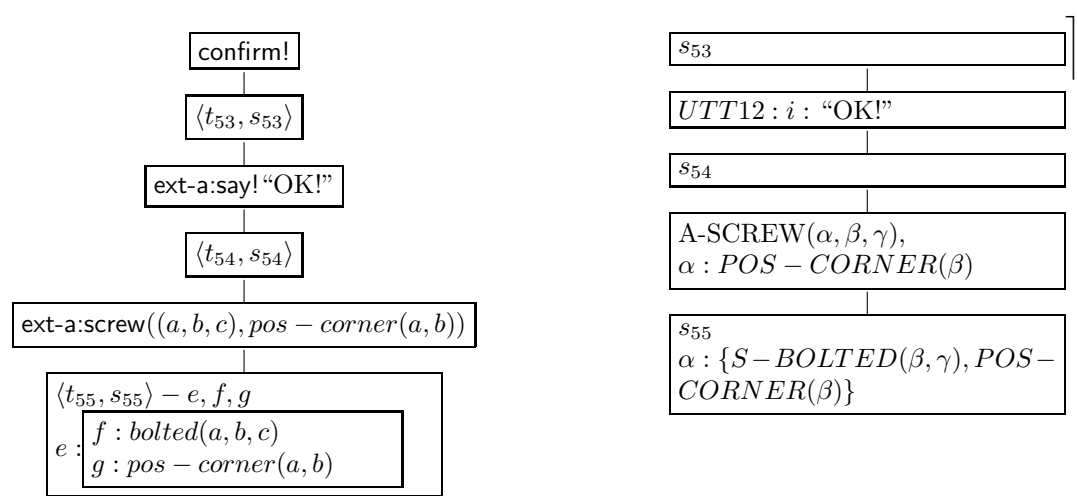 confirm!
⟨t₅₃, s₅₃⟩
ext-a:say! “OK!”
⟨t₅₄, s₅₄⟩
ext-a:screw((a, b, c), pos − corner(a, b))
⟨t₅₅, s₅₅⟩ − e, f, g
e :
f : bolted(a, b, c)
g : pos − corner(a, b)
s₅₃
UTT12 : i : “OK!”
s₅₄
A-SCREW(α, β, γ),
α : POS − CORNER(β)
s₅₅
α : {S−BOLTED(β, γ), POS−
CORNER(β)}